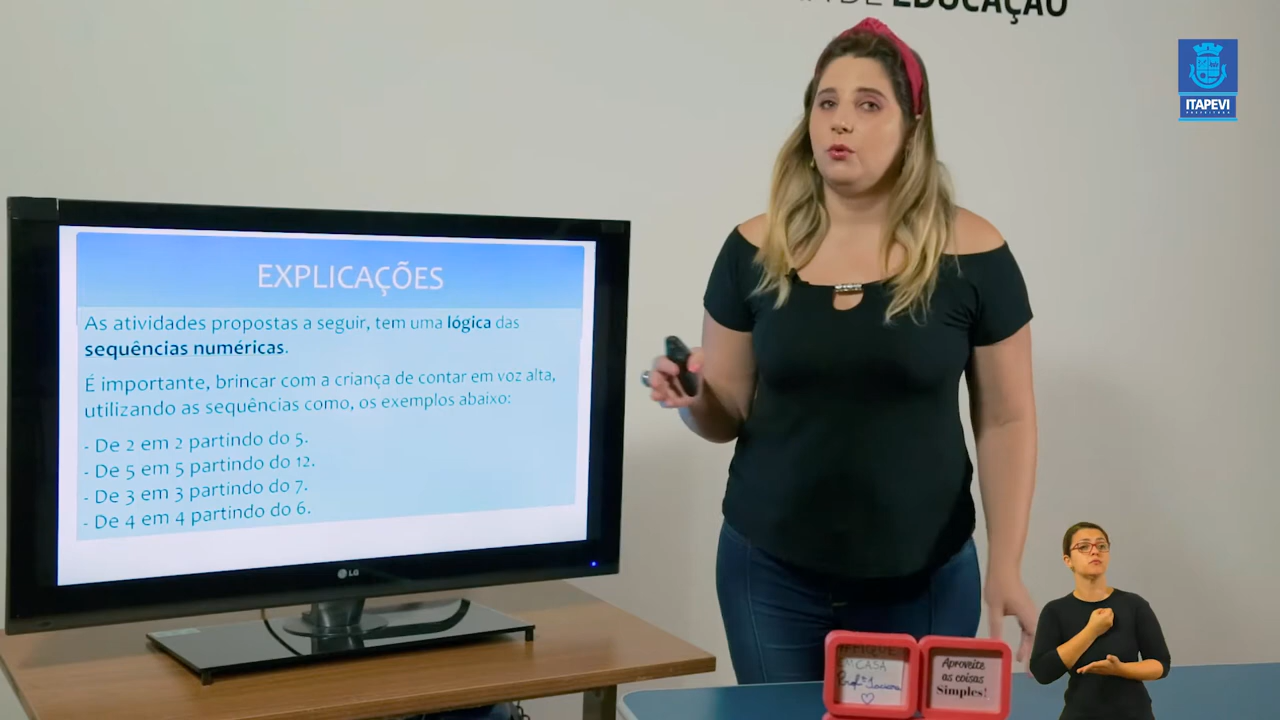 DE EDUCAÇÃO
ITAPEVI
PREFEITURA
EXPLICAÇÕES
As atividades propostas a seguir, tem uma lógica das
sequências numéricas.
É importante, brincar com a criança de contar em voz alta,
utilizando as sequências como, os exemplos abaixo:
- De 2 em 2 partindo do 5.
- De 5 em 5 partindo do 12.
- De 3 em 3 partindo do 7.
- De 4 em 4 partindo do 6.
LG
CASA
Aproveite
as coisas
Simples!